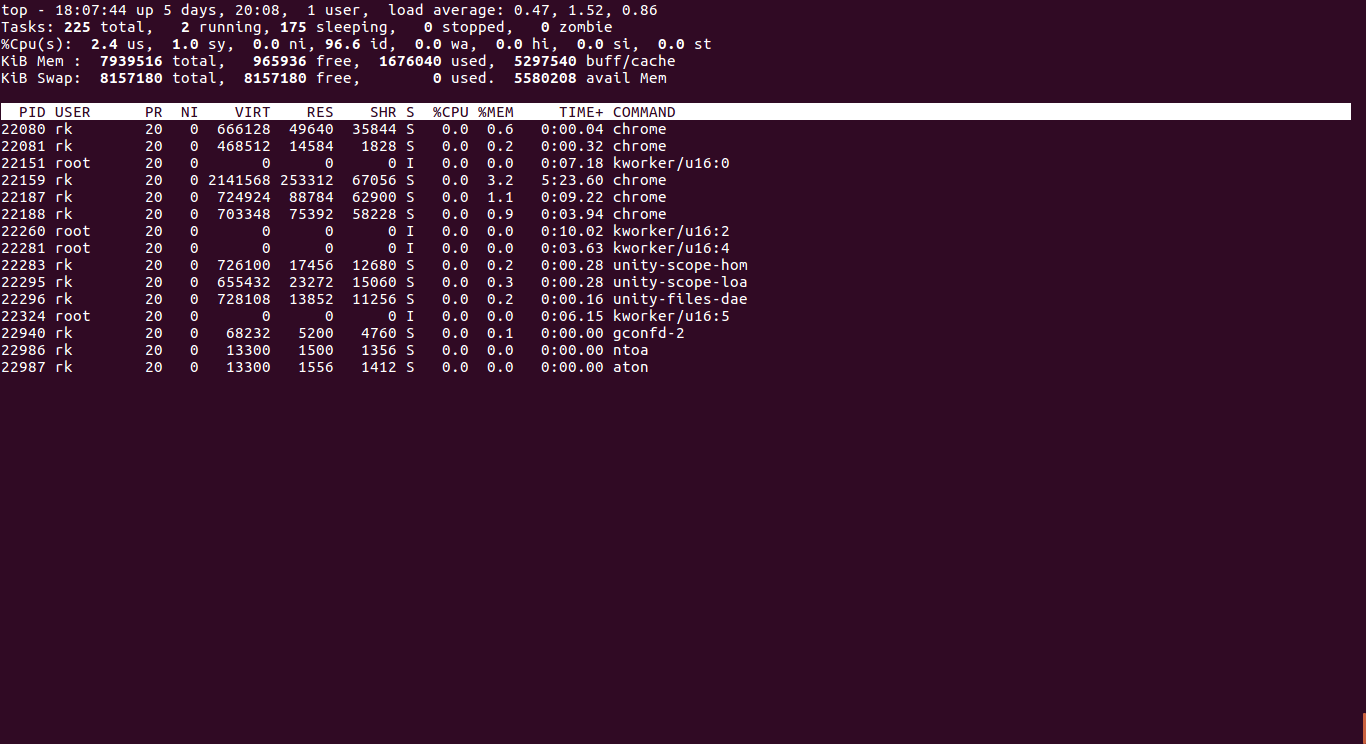 top - 18:07:44 up 5 days, 20:08,  1 user,  load average: 0.47, 1.52, 0.86
Tasks: 225 total,   2 running, 175 sleeping,   0 stopped,   0 zombie
%Cpu(s):  2.4 us,  1.0 sy,  0.0 ni, 96.6 id,  0.0 wa,  0.0 hi,  0.0 si,  0.0 st
KiB Mem :  7939516 total,   965936 free,  1676040 used,  5297540 buff/cache
KiB Swap:  8157180 total,  8157180 free,        0 used.  5580208 avail Mem
  PID USER      PR  NI    VIRT    RES    SHR S  %CPU %MEM     TIME+ COMMAND
22080 rk        20   0  666128  49640  35844 S   0.0  0.6   0:00.04 chrome
22081 rk        20   0  468512  14584   1828 S   0.0  0.2   0:00.32 chrome
22151 root      20   0       0      0      0 I   0.0  0.0   0:07.18 kworker/u16:0
22159 rk        20   0 2141568 253312  67056 S   0.0  3.2   5:23.60 chrome
22187 rk        20   0  724924  88784  62900 S   0.0  1.1   0:09.22 chrome
22188 rk        20   0  703348  75392  58228 S   0.0  0.9   0:03.94 chrome
22260 root      20   0       0      0      0 I   0.0  0.0   0:10.02 kworker/u16:2
22281 root      20   0       0      0      0 I   0.0  0.0   0:03.63 kworker/u16:4
22283 rk        20   0  726100  17456  12680 S   0.0  0.2   0:00.28 unity-scope-hom
22295 rk        20   0  655432  23272  15060 S   0.0  0.3   0:00.28 unity-scope-loa
22296 rk        20   0  728108  13852  11256 S   0.0  0.2   0:00.16 unity-files-dae
22324 root      20   0       0      0      0 I   0.0  0.0   0:06.15 kworker/u16:5
22940 rk        20   0   68232   5200   4760 S   0.0  0.1   0:00.00 gconfd-2
22986 rk        20   0   13300   1500   1356 S   0.0  0.0   0:00.00 ntoa
22987 rk        20   0   13300   1556   1412 S   0.0  0.0   0:00.00 aton